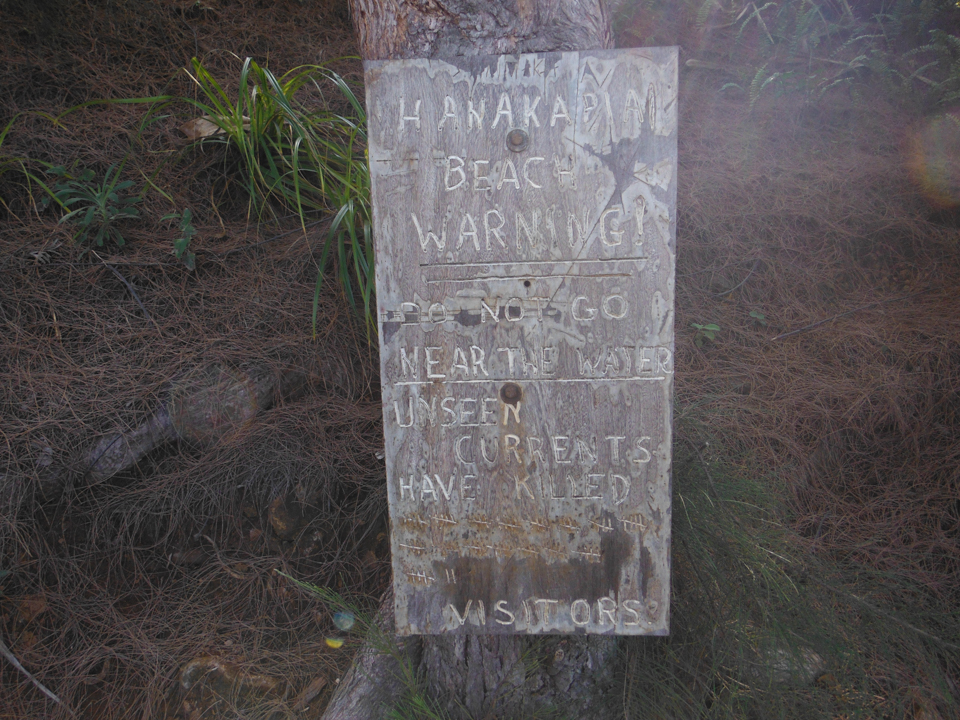 HANAKAPIAI
BEACH
WARNING!
DO NOT GO
NEAR THE WATER
UNSEEN
CURRENTS
HAVE KILLED
VISITORS.